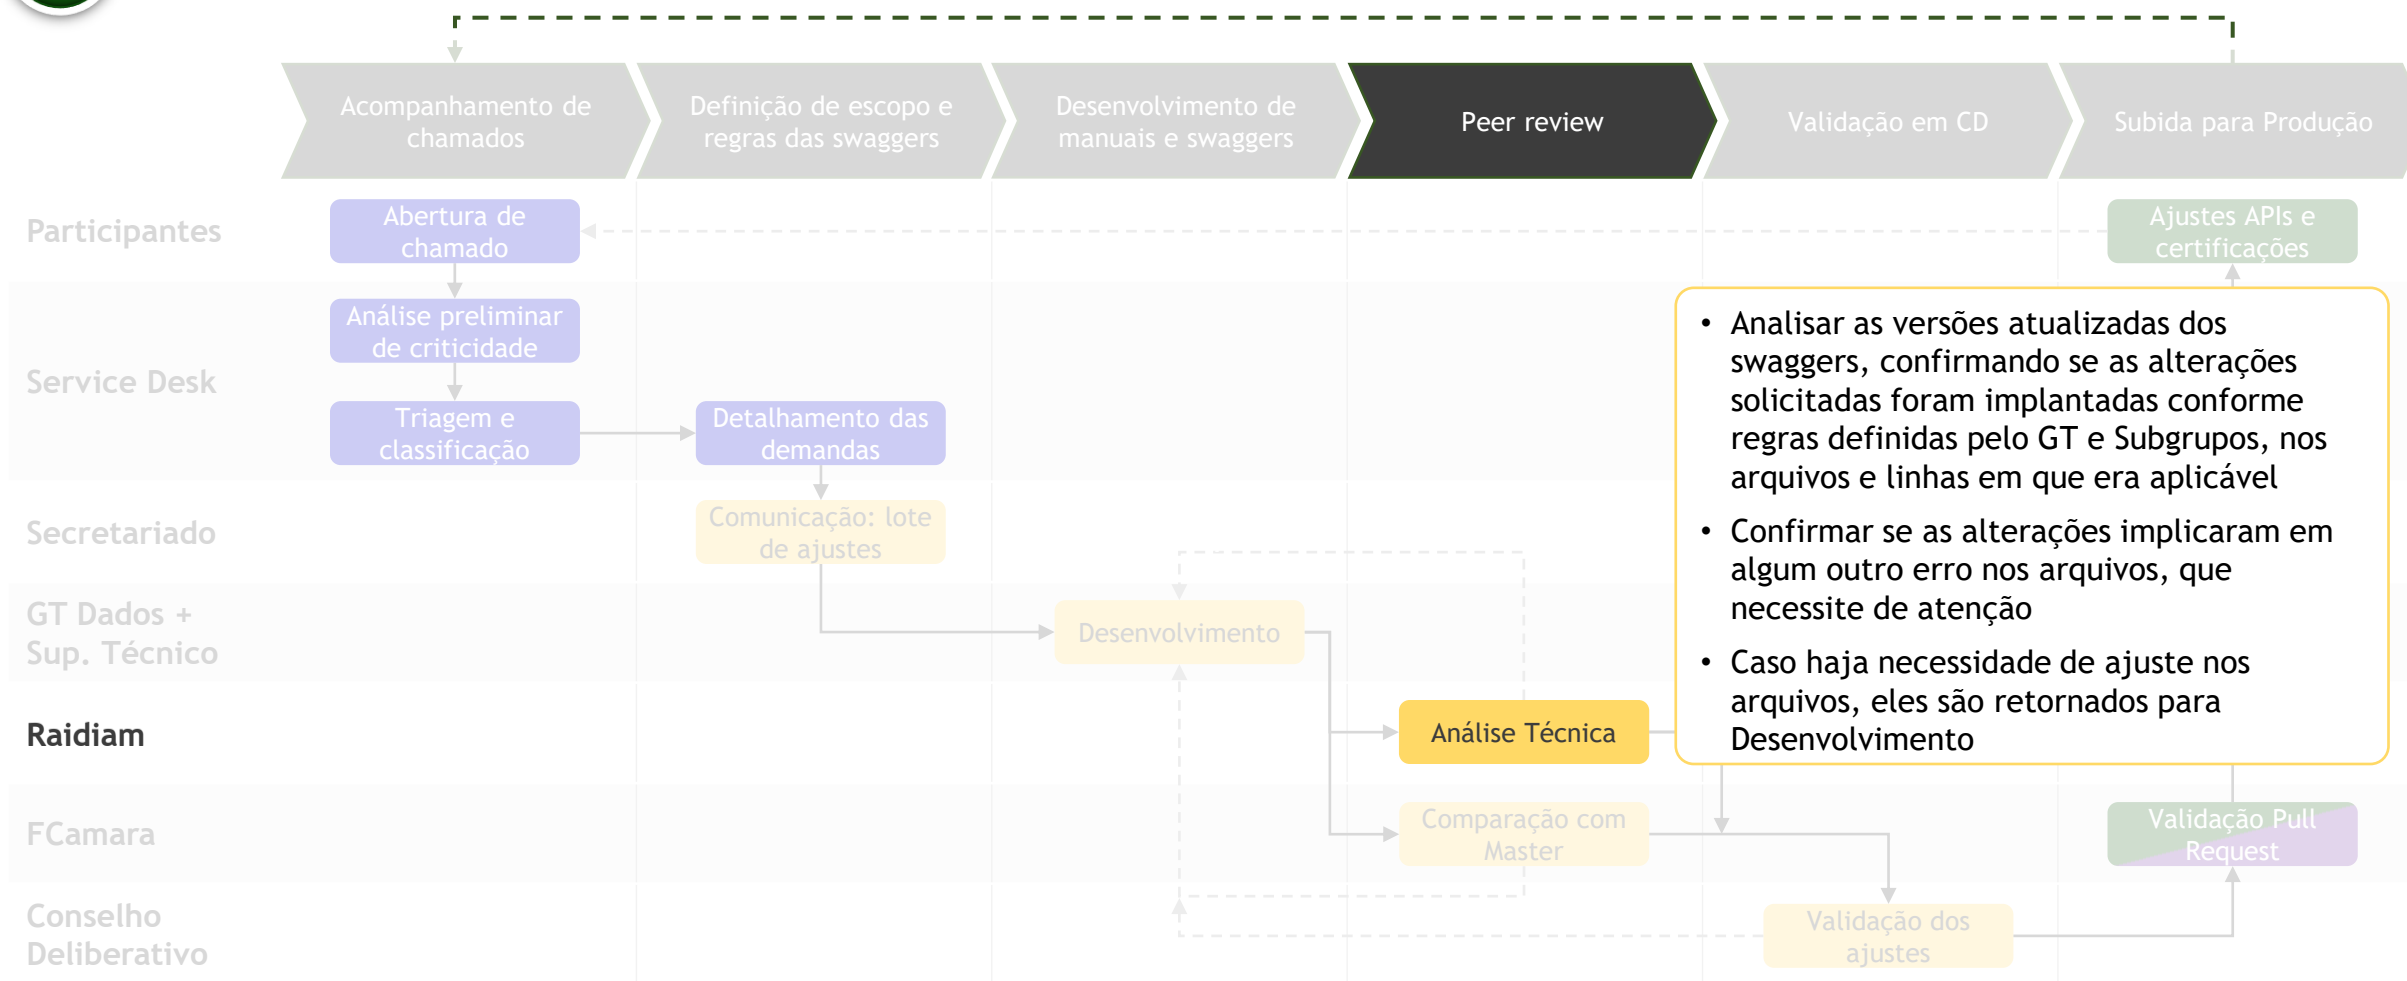 Acompanhamento de
chamados
Definição de escopo e
regras das swaggers
Desenvolvimento de
manuais e swaggers
Peer review
Validação em CD
Subida para Produção
Participantes
Abertura de
chamado
Ajustes APIs e
certificações
Service Desk
Análise preliminar
de criticidade
Triagem e
classificação
Detalhamento das
demandas
Secretariado
Comunicação: lote
de ajustes
GT Dados +
Sup. Técnico
Desenvolvimento
• Analisar as versões atualizadas dos
swaggers, confirmando se as alterações
solicitadas foram implantadas conforme
regras definidas pelo GT e Subgrupos, nos
arquivos e linhas em que era aplicável
• Confirmar se as alterações implicaram em
algum outro erro nos arquivos, que
necessite de atenção
• Caso haja necessidade de ajuste nos
arquivos, eles são retornados para
Desenvolvimento
Raidiam
Análise Técnica
FCamara
Comparação com
Master
Validação Pull
Request
Conselho
Deliberativo
Validação dos
ajustes